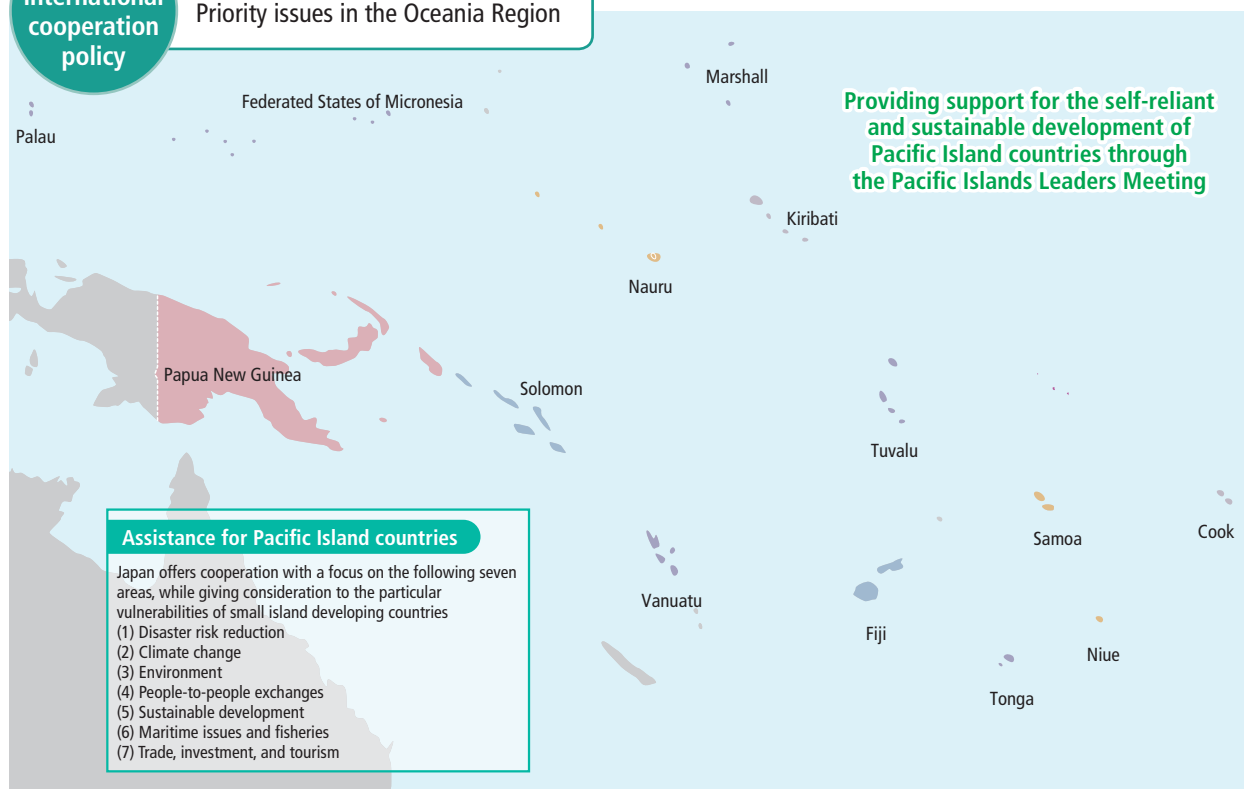 international
cooperation
policy
Priority issues in the Oceania Region
Marshall
Federated States of Micronesia
Palau
Providing support for the self-reliant
and sustainable development of
Pacific Island countries through
the Pacific Islands Leaders Meeting
Kiribati
Nauru
Papua New Guinea
Solomon
Tuvalu
Samoa
Cook
Vanuatu
Fiji
Niue
Tonga
Assistance for Pacific Island countries
Japan offers cooperation with a focus on the following seven
areas, while giving consideration to the particular
vulnerabilities of small island developing countries
(1) Disaster risk reduction
(2) Climate change
(3) Environment
(4) People-to-people exchanges
(5) Sustainable development
(6) Maritime issues and fisheries
(7) Trade, investment, and tourism